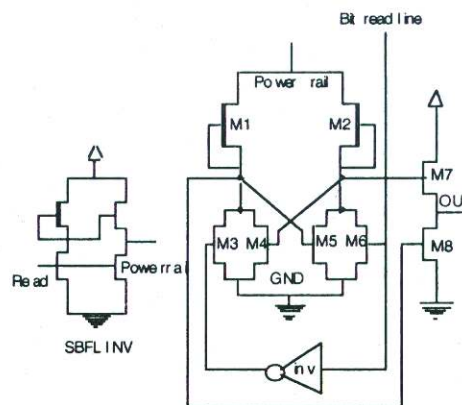 Bit read line
Power rail
M1
M2
M7
OU
M3
M4
M5
M6
M8
Read
Powerrail
GND
SBFL INV
inv